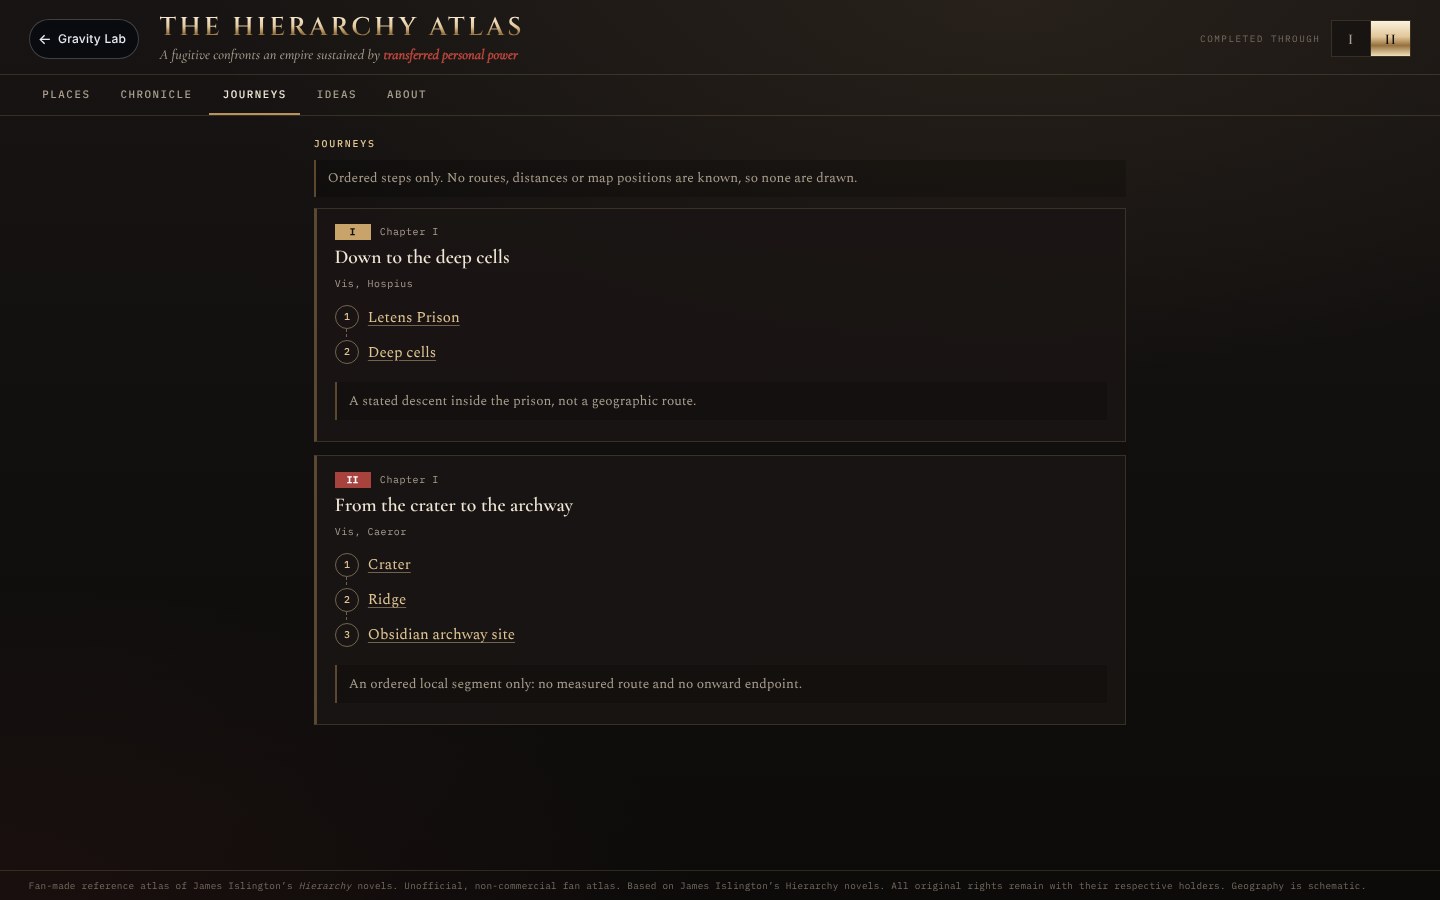 ← Gravity Lab
THE HIERARCHY ATLAS
A fugitive confronts an empire sustained by transferred personal power
COMPLETED THROUGH
I
II
PLACES
CHRONICLE
JOURNEYS
IDEAS
ABOUT
JOURNEYS
Ordered steps only. No routes, distances or map positions are known, so none are drawn.
I Chapter I
Down to the deep cells
Vis, Hospius
1 Letens Prison
2 Deep cells
A stated descent inside the prison, not a geographic route.
II Chapter I
From the crater to the archway
Vis, Caeror
1 Crater
2 Ridge
3 Obsidian archway site
An ordered local segment only: no measured route and no onward endpoint.
Fan-made reference atlas of James Islington’s Hierarchy novels. Unofficial, non-commercial fan atlas. Based on James Islington’s Hierarchy novels. All original rights remain with their respective holders. Geography is schematic.